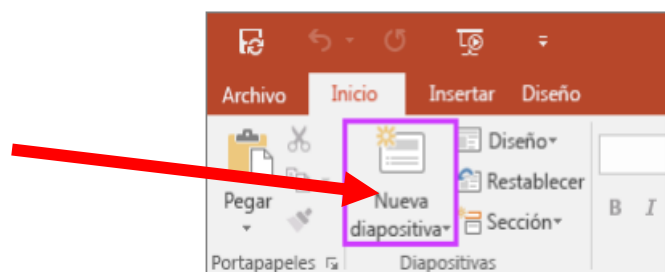 Archivo Inicio Insertar Diseño
Diseño
Restablecer
Pegar
Nueva
diapositiva
Sección
B I
Portapapeles Diapositivas